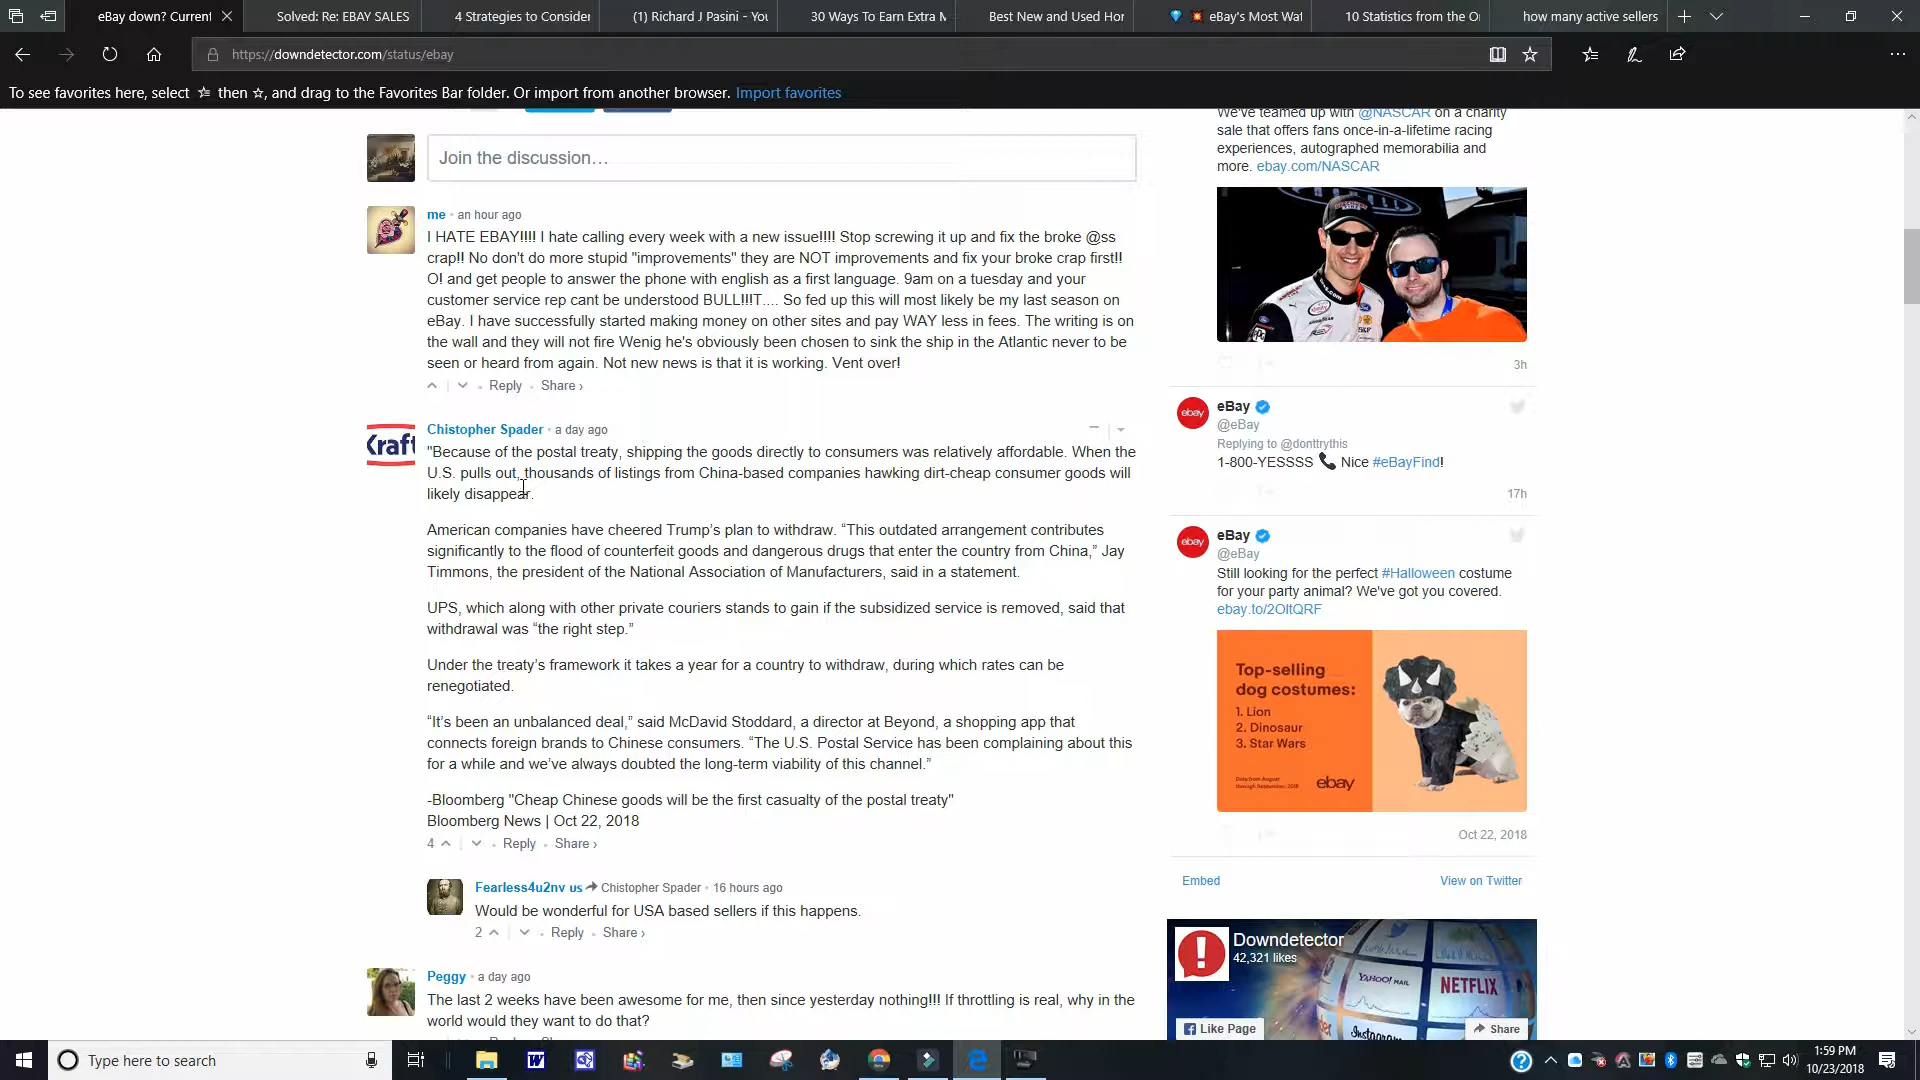 eBay down? Current
Solved: Re: EBAY SALES
4 Strategies to Consider
(1) Richard J Pasini - You
30 Ways To Earn Extra M
Best New and Used Hor
eBay's Most Wat
10 Statistics from the O
how many active sellers
https://downdetector.com/status/ebay
To see favorites here, select ☆ then ☆, and drag to the Favorites Bar folder. Or import from another browser. Import favorites
Join the discussion…
me · an hour ago
I HATE EBAY!!!! I hate calling every week with a new issue!!!! Stop screwing it up and fix the broke @ss
crap!! No don't do more stupid "improvements" they are NOT improvements and fix your broke crap first!!
O! and get people to answer the phone with english as a first language. 9am on a tuesday and your
customer service rep cant be understood BULL!!!T.... So fed up this will most likely be my last season on
eBay. I have successfully started making money on other sites and pay WAY less in fees. The writing is on
the wall and they will not fire Wenig he's obviously been chosen to sink the ship in the Atlantic never to be
seen or heard from again. Not new news is that it is working. Vent over!
Reply · Share ›
Kraft
Chistopher Spader · a day ago
"Because of the postal treaty, shipping the goods directly to consumers was relatively affordable. When the
U.S. pulls out, thousands of listings from China-based companies hawking dirt-cheap consumer goods will
likely disappear.
American companies have cheered Trump's plan to withdraw. “This outdated arrangement contributes
significantly to the flood of counterfeit goods and dangerous drugs that enter the country from China,” Jay
Timmons, the president of the National Association of Manufacturers, said in a statement.
UPS, which along with other private couriers stands to gain if the subsidized service is removed, said that
withdrawal was “the right step.”
Under the treaty’s framework it takes a year for a country to withdraw, during which rates can be
renegotiated.
“It’s been an unbalanced deal,” said McDavid Stoddard, a director at Beyond, a shopping app that
connects foreign brands to Chinese consumers. “The U.S. Postal Service has been complaining about this
for a while and we’ve always doubted the long-term viability of this channel.”
-Bloomberg "Cheap Chinese goods will be the first casualty of the postal treaty"
Bloomberg News | Oct 22, 2018
4 · Reply · Share ›
Fearless4u2nv us Chistopher Spader · 16 hours ago
Would be wonderful for USA based sellers if this happens.
2 · Reply · Share ›
Peggy · a day ago
The last 2 weeks have been awesome for me, then since yesterday nothing!!! If throttling is real, why in the
world would they want to do that?
We've teamed up with @NASCAR on a charity
sale that offers fans once-in-a-lifetime racing
experiences, autographed memorabilia and
more. ebay.com/NASCAR
3h
ebay
eBay
@eBay
Replying to @donttrythis
1-800-YESSSS Nice #eBayFind!
17h
ebay
eBay
@eBay
Still looking for the perfect #Halloween costume
for your party animal? We've got you covered.
ebay.to/2OItQRF
Top-selling
dog costumes:
1. Lion
2. Dinosaur
3. Star Wars
Data from August
through September, 2018
ebay
Oct 22, 2018
Embed
View on Twitter
Downdetector
42,321 likes
YAHOO! MAIL
NETFLIX
Instagram
Like Page
Share
Type here to search
1:59 PM
10/23/2018